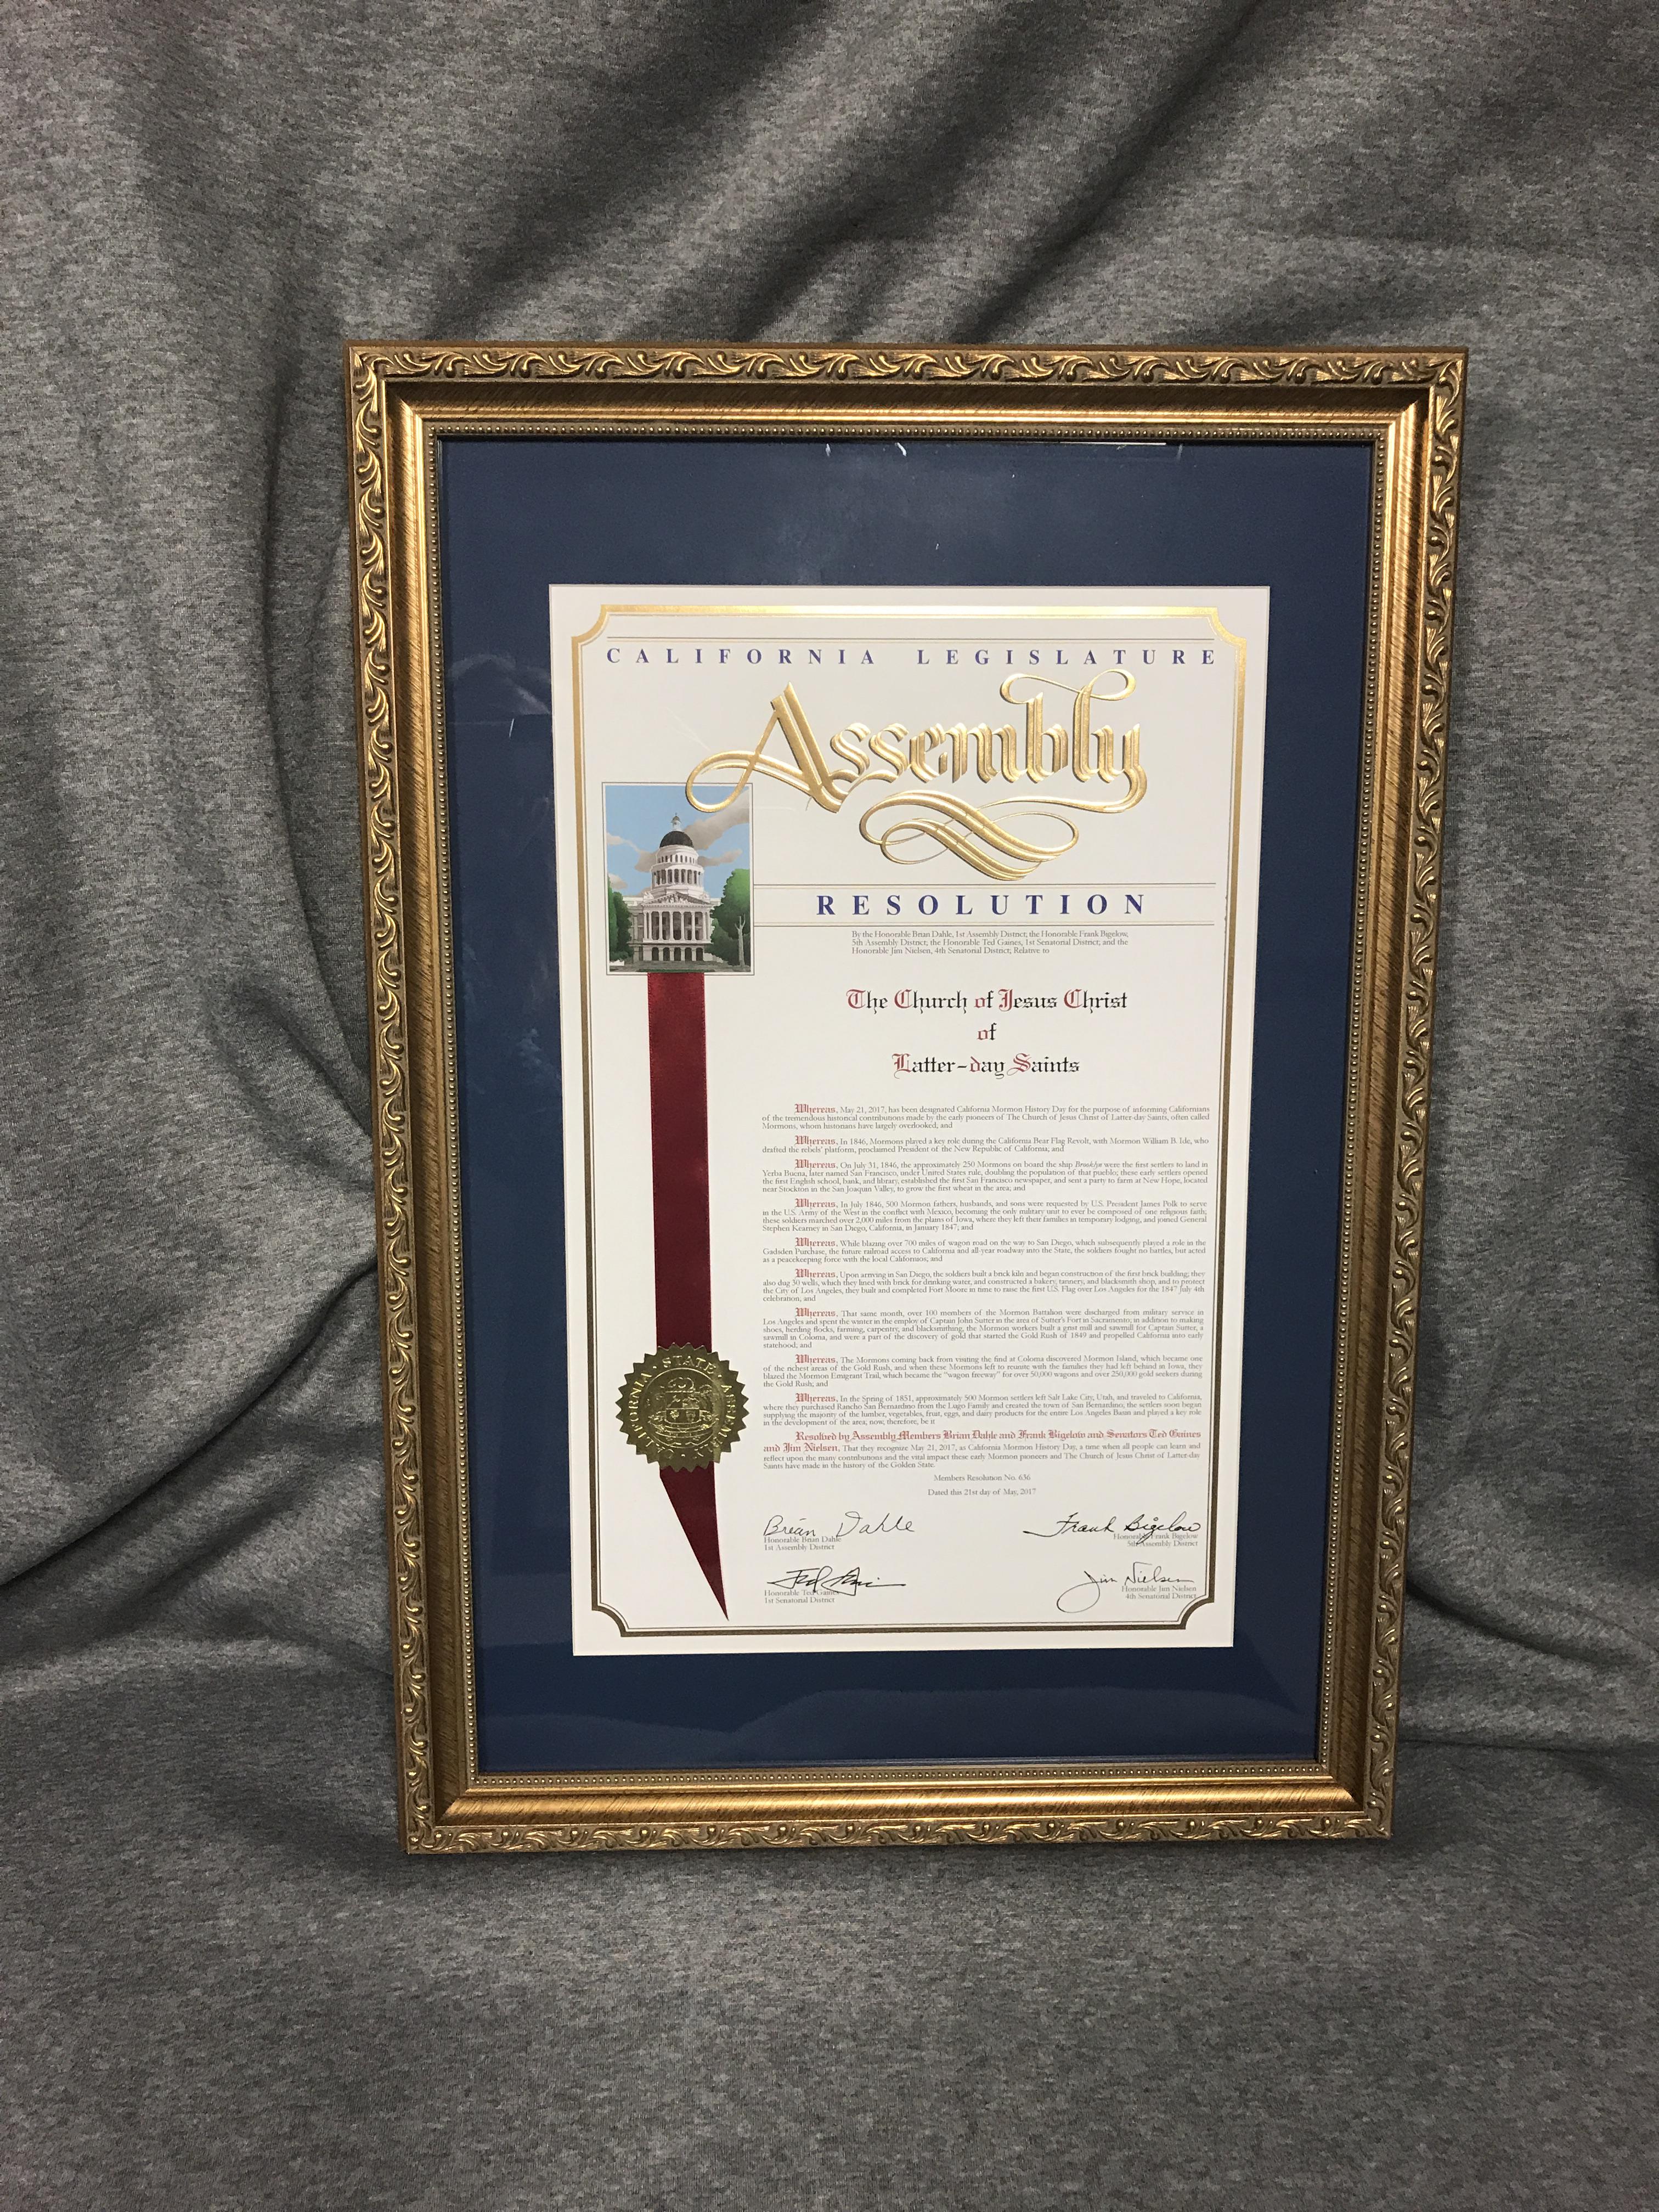 CALIFORNIA LEGISLATURE
Assembly
RESOLUTION
By the Honorable Brian Dahle, 1st Assembly District; the Honorable Frank Bigelow,
5th Assembly District; the Honorable Ted Gaines, 1st Senatorial District; and the
Honorable Jim Nielsen, 4th Senatorial District; Relative to
The Church of Jesus Christ
of
Latter-day Saints
Whereas, May 21, 2017, has been designated California Mormon History Day for the purpose of informing Californians
of the tremendous historical contributions made by the early pioneers of The Church of Jesus Christ of Latter-day Saints, often called
Mormons, whom historians have largely overlooked; and
Whereas, In 1846, Mormons played a key role during the California Bear Flag Revolt, with Mormon William B. Ide, who
drafted the rebels' platform, proclaimed President of the New Republic of California; and
Whereas, On July 31, 1846, the approximately 250 Mormons on board the ship Brooklyn were the first settlers to land in
Yerba Buena, later named San Francisco, under United States rule, doubling the population of that pueblo; these early settlers opened
the first English school, bank, and library, established the first San Francisco newspaper, and sent a party to farm at New Hope, located
near Stockton in the San Joaquin Valley, to grow the first wheat in the area; and
Whereas, In July 1846, 500 Mormon fathers, husbands, and sons were requested by U.S. President James Polk to serve
in the U.S. Army of the West in the conflict with Mexico, becoming the only military unit to ever be composed of one religious faith;
these soldiers marched over 2,000 miles from the plains of Iowa, where they left their families in temporary lodging, and joined General
Stephen Kearney in San Diego, California, in January 1847; and
Whereas, While blazing over 700 miles of wagon road on the way to San Diego, which subsequently played a role in the
Gadsden Purchase, the future railroad access to California and all-year roadway into the State, the soldiers fought no battles, but acted
as a peacekeeping force with the local Californios; and
Whereas, Upon arriving in San Diego, the soldiers built a brick kiln and began construction of the first brick building; they
also dug 30 wells, which they lined with brick for drinking water, and constructed a bakery, tannery, and blacksmith shop, and to protect
the City of Los Angeles, they built and completed Fort Moore in time to raise the first U.S. Flag over Los Angeles for the 1847 July 4th
celebration; and
Whereas, That same month, over 100 members of the Mormon Battalion were discharged from military service in
Los Angeles and spent the winter in the employ of Captain John Sutter in the area of Sutter's Fort in Sacramento; in addition to making
shoes, herding flocks, farming, carpentry, and blacksmithing, the Mormon workers built a grist mill and sawmill for Captain Sutter, a
sawmill in Coloma, and were a part of the discovery of gold that started the Gold Rush of 1849 and propelled California into early
statehood; and
Whereas, The Mormons coming back from visiting the find at Coloma discovered Mormon Island, which became one
of the richest areas of the Gold Rush, and when these Mormons left to reunite with the families they had left behind in Iowa, they
blazed the Mormon Emigrant Trail, which became the "wagon freeway" for over 50,000 wagons and over 250,000 gold seekers during
the Gold Rush; and
Whereas, In the Spring of 1851, approximately 500 Mormon settlers left Salt Lake City, Utah, and traveled to California,
where they purchased Rancho San Bernardino from the Lugo Family and created the town of San Bernardino; the settlers soon began
supplying the majority of the lumber, vegetables, fruit, eggs, and dairy products for the entire Los Angeles Basin and played a key role
in the development of the area; now, therefore, be it
Resolved by Assembly Members Brian Dahle and Frank Bigelow and Senators Ted Gaines
and Jim Nielsen, That they recognize May 21, 2017, as California Mormon History Day, a time when all people can learn and
reflect upon the many contributions and the vital impact these early Mormon pioneers and The Church of Jesus Christ of Latter-day
Saints have made in the history of the Golden State.
Members Resolution No. 636
Dated this 21st day of May, 2017
Brian Dahle
Honorable Brian Dahle
1st Assembly District
Frank Bigelow
Honorable Frank Bigelow
5th Assembly District
Ted Gaines
Honorable Ted Gaines
1st Senatorial District
Jim Nielsen
Honorable Jim Nielsen
4th Senatorial District
CALIFORNIA STATE ASSEMBLY